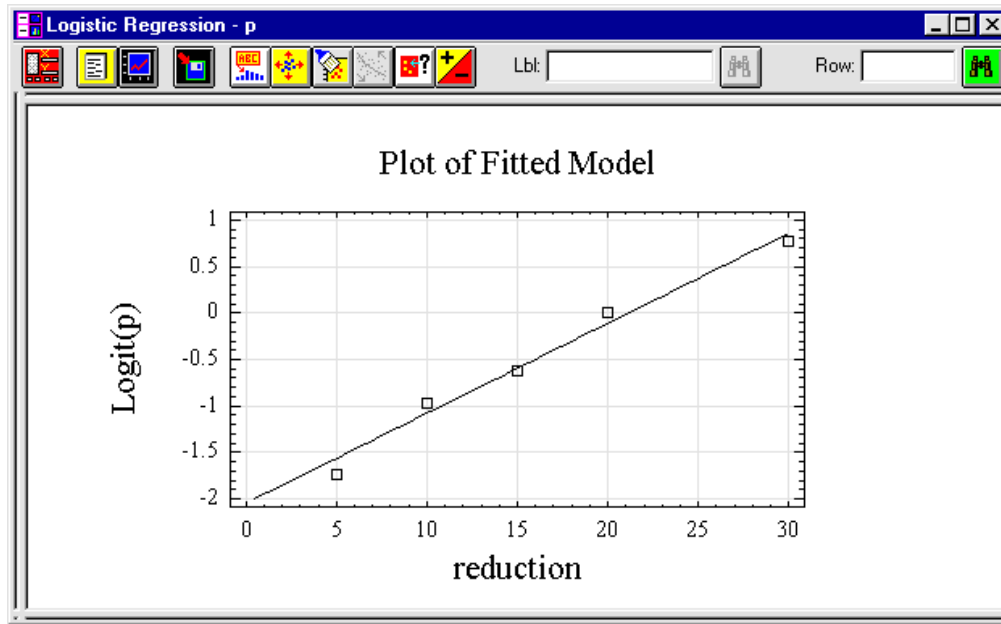 Logistic Regression - p
ABC
?
+
-
Lbl:
Row:
Plot of Fitted Model
1
0.5
0
-0.5
-1
-1.5
-2
Logit(p)
0 5 10 15 20 25 30
reduction